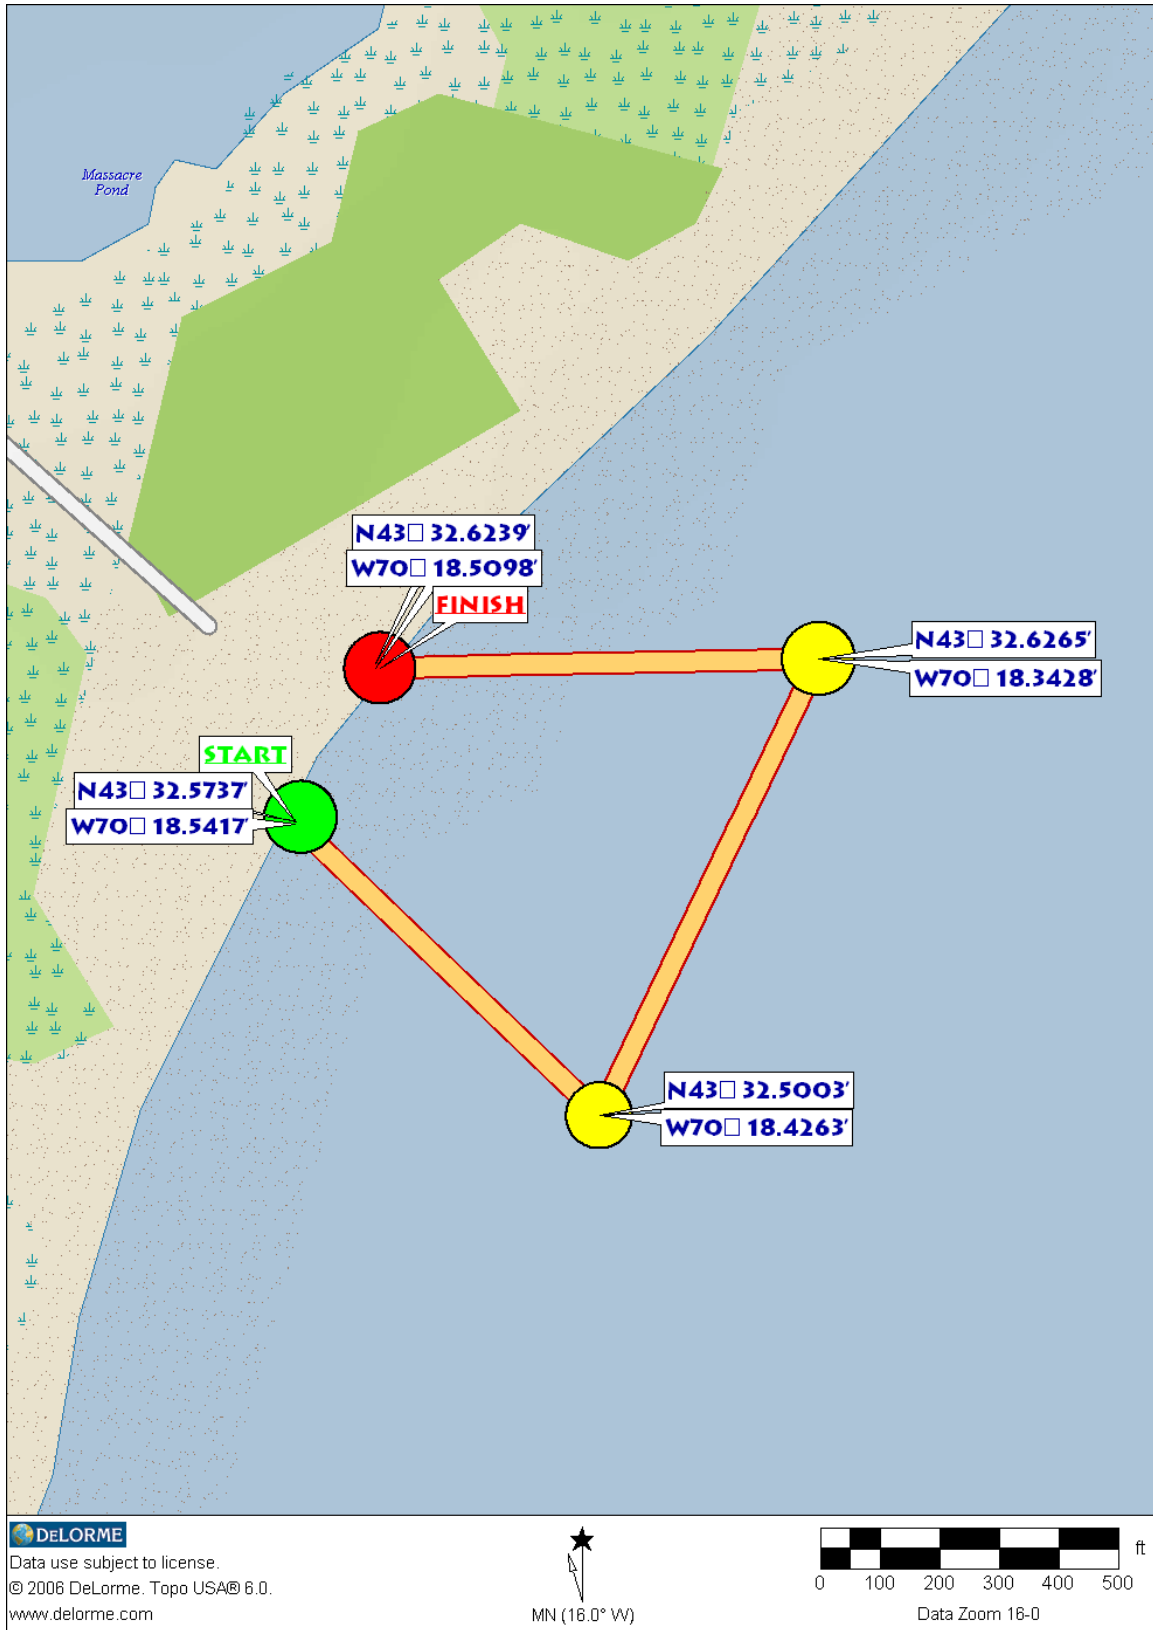 Massacre
Pond
N43□ 32.6239'
W70□ 18.5098'
FINISH
N43□ 32.6265'
W70□ 18.3428'
START
N43□ 32.5737'
W70□ 18.5417'
N43□ 32.5003'
W70□ 18.4263'
DELORME
Data use subject to license.
© 2006 DeLorme. Topo USA® 6.0.
www.delorme.com
MN (16.0° W)
ft
0 100 200 300 400 500
Data Zoom 16-0